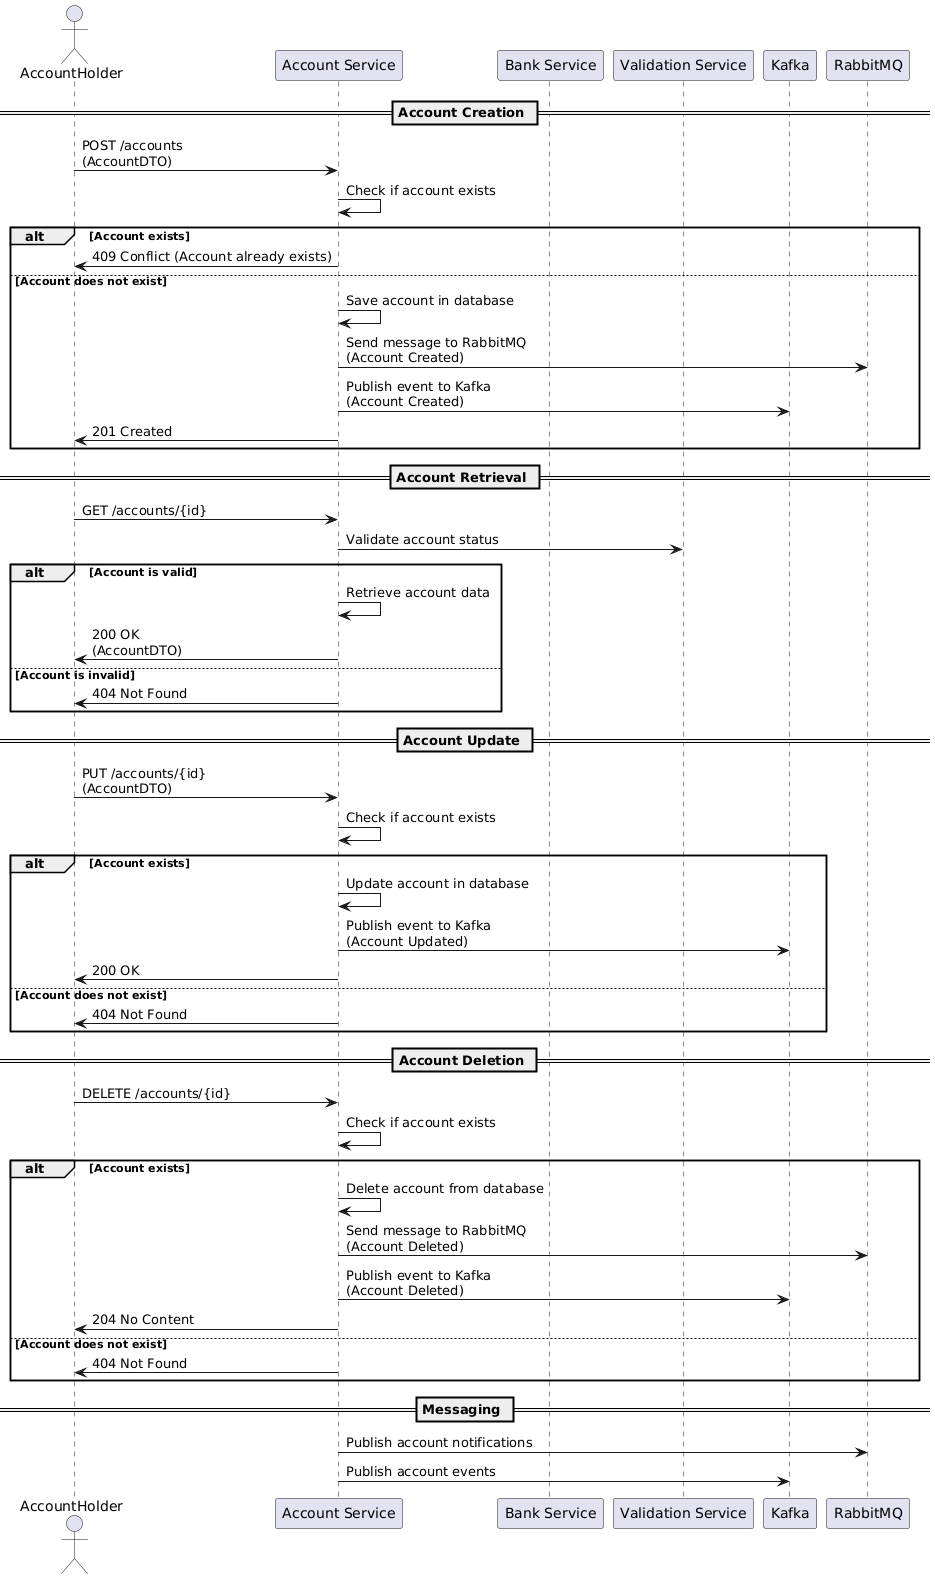 AccountHolder
Account Service
Bank Service
Validation Service
Kafka
RabbitMQ
Account Creation
POST /accounts
(AccountDTO)
Check if account exists
alt
[Account exists]
409 Conflict (Account already exists)
[Account does not exist]
Save account in database
Send message to RabbitMQ
(Account Created)
Publish event to Kafka
(Account Created)
201 Created
Account Retrieval
GET /accounts/{id}
Validate account status
alt
[Account is valid]
Retrieve account data
200 OK
(AccountDTO)
[Account is invalid]
404 Not Found
Account Update
PUT /accounts/{id}
(AccountDTO)
Check if account exists
alt
[Account exists]
Update account in database
Publish event to Kafka
(Account Updated)
200 OK
[Account does not exist]
404 Not Found
Account Deletion
DELETE /accounts/{id}
Check if account exists
alt
[Account exists]
Delete account from database
Send message to RabbitMQ
(Account Deleted)
Publish event to Kafka
(Account Deleted)
204 No Content
[Account does not exist]
404 Not Found
Messaging
Publish account notifications
Publish account events
AccountHolder
Account Service
Bank Service
Validation Service
Kafka
RabbitMQ